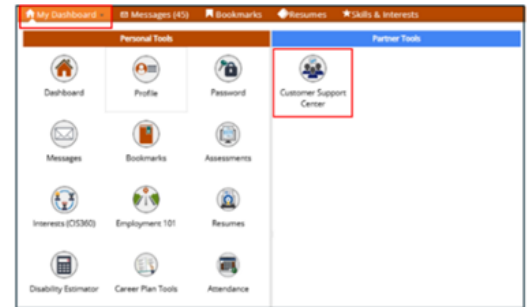 My Dashboard Messages (45) Bookmarks Resumes Skills & Interests
Personal Tools Partner Tools
Dashboard Profile Password Customer Support
Center
Messages Bookmarks Assessments
Interests (CIS360) Employment 101 Resumes
Disability Estimator Career Plan Tools Attendance